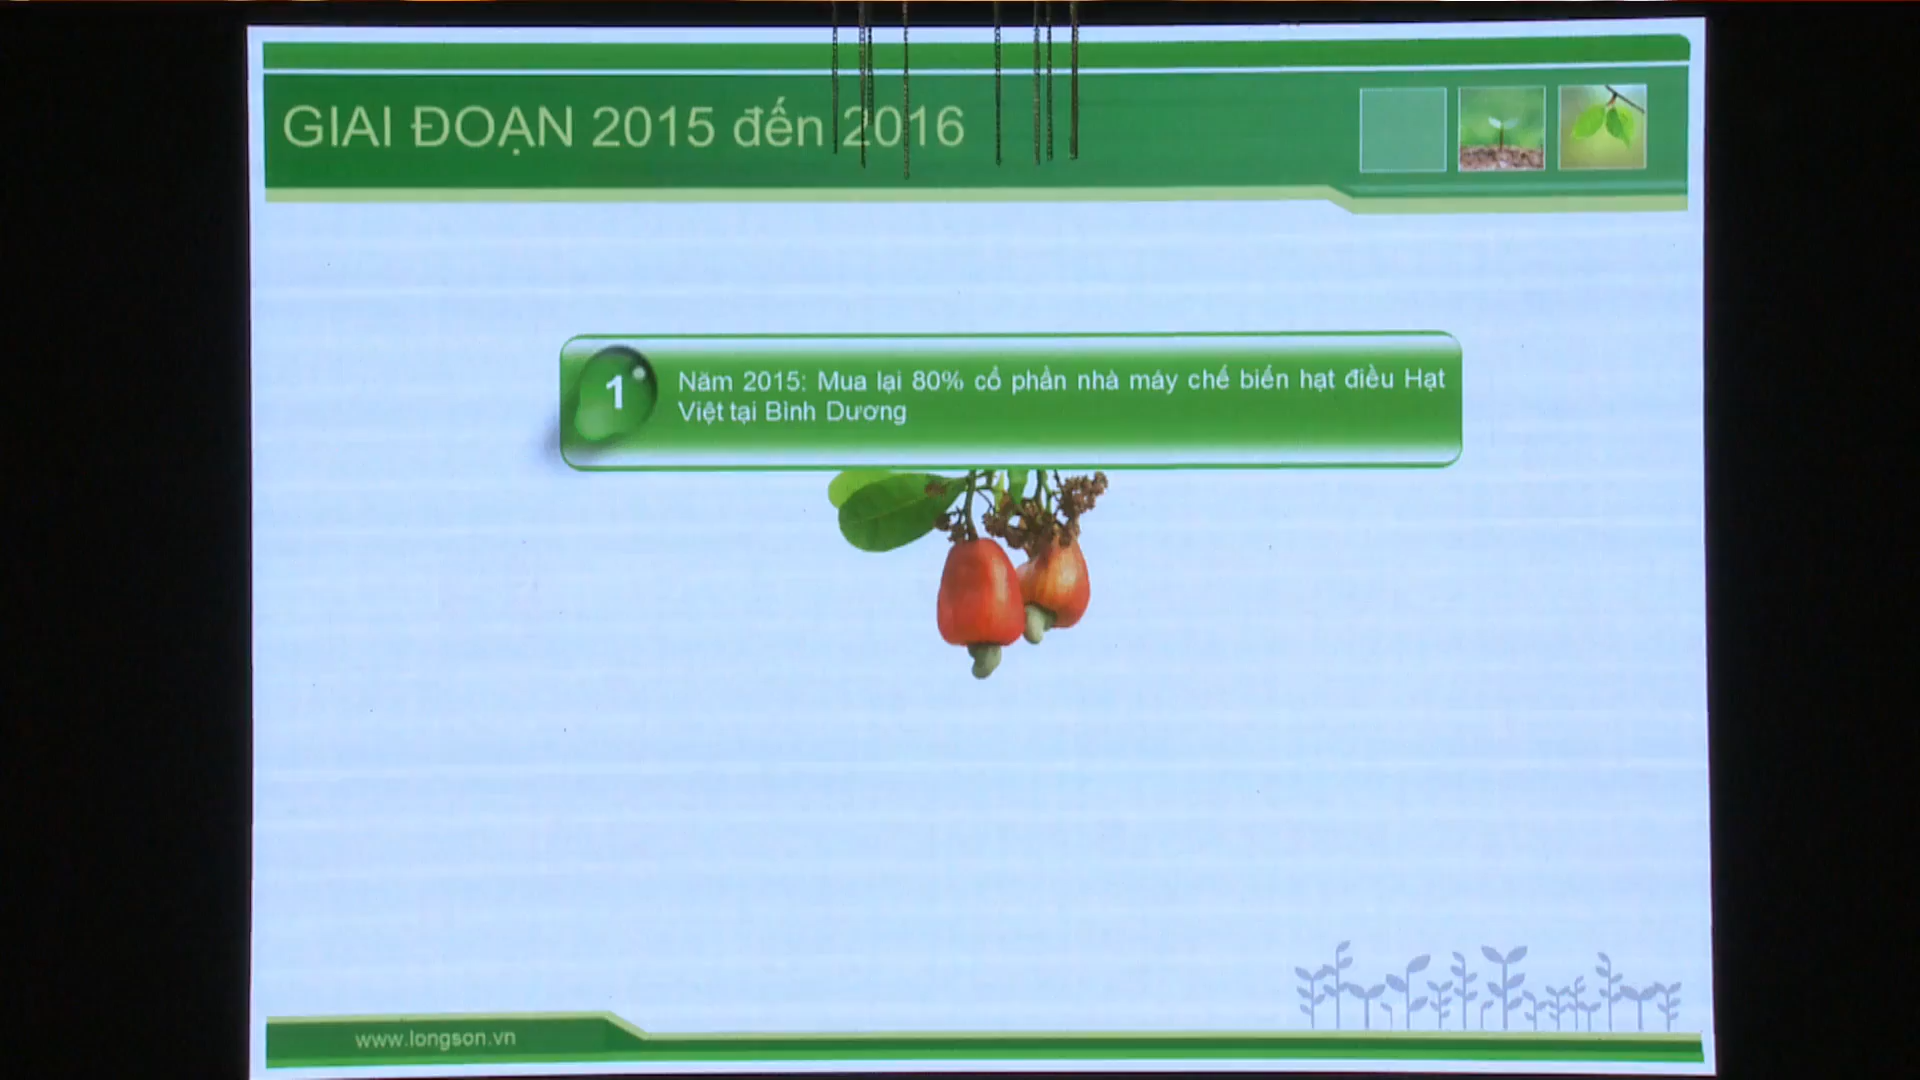 GIAI ĐOẠN 2015 đến 2016
1
Năm 2015: Mua lại 80% cổ phần nhà máy chế biến hạt điều Hạt
Việt tại Bình Dương
www.longson.vn